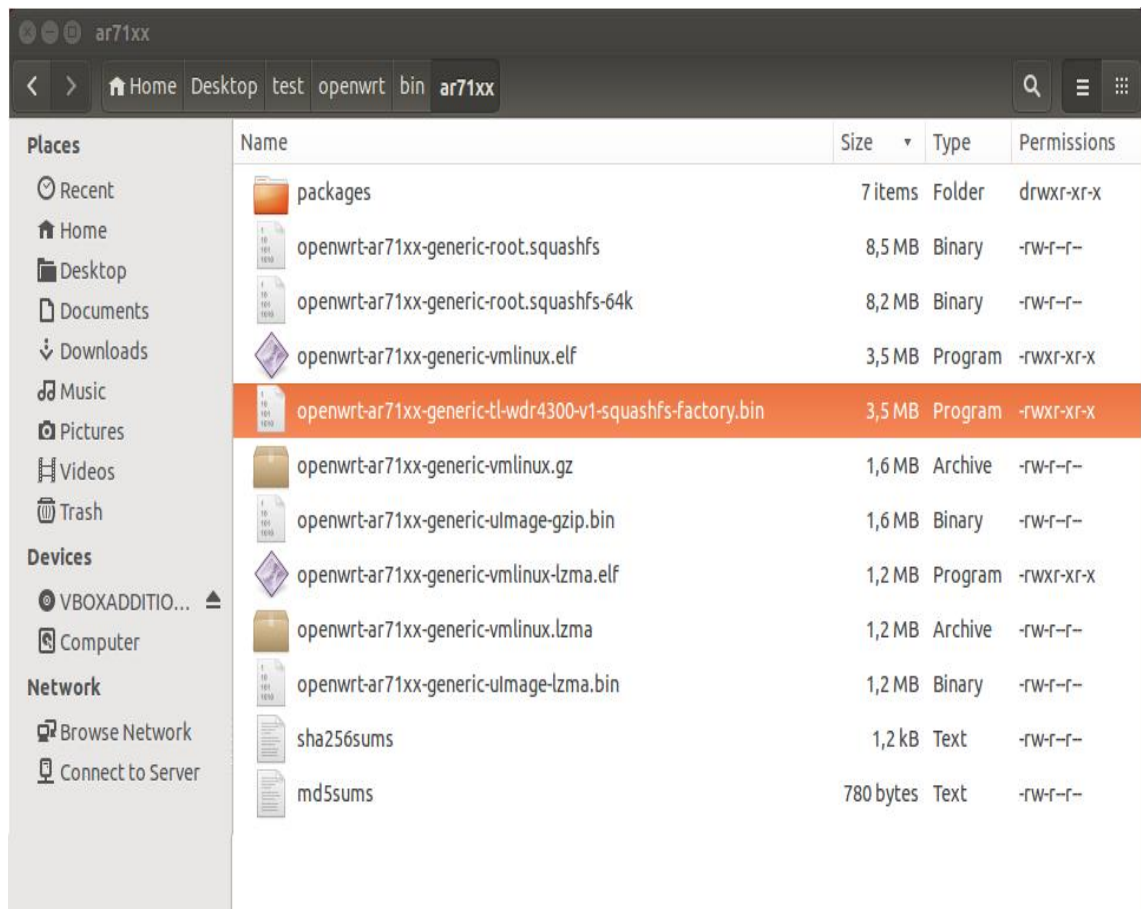 ar71xx
Home Desktop test openwrt bin ar71xx
Places
Recent
Home
Desktop
Documents
Downloads
Music
Pictures
Videos
Trash
Devices
VBOXADDITIO...
Computer
Network
Browse Network
Connect to Server
Name Size Type Permissions
packages 7 items Folder drwxr-xr-x
openwrt-ar71xx-generic-root.squashfs 8,5 MB Binary -rw-r--r--
openwrt-ar71xx-generic-root.squashfs-64k 8,2 MB Binary -rw-r--r--
openwrt-ar71xx-generic-vmlinux.elf 3,5 MB Program -rwxr-xr-x
openwrt-ar71xx-generic-tl-wdr4300-v1-squashfs-factory.bin 3,5 MB Program -rwxr-xr-x
openwrt-ar71xx-generic-vmlinux.gz 1,6 MB Archive -rw-r--r--
openwrt-ar71xx-generic-uImage-gzip.bin 1,6 MB Binary -rw-r--r--
openwrt-ar71xx-generic-vmlinux-lzma.elf 1,2 MB Program -rwxr-xr-x
openwrt-ar71xx-generic-vmlinux.lzma 1,2 MB Archive -rw-r--r--
openwrt-ar71xx-generic-uImage-lzma.bin 1,2 MB Binary -rw-r--r--
sha256sums 1,2 kB Text -rw-r--r--
md5sums 780 bytes Text -rw-r--r--